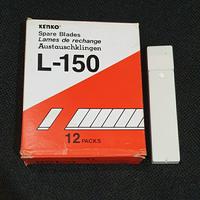 KENKO
Spare Blades
Lames de rechange
Austauschklingen
L-150
12 PACKS